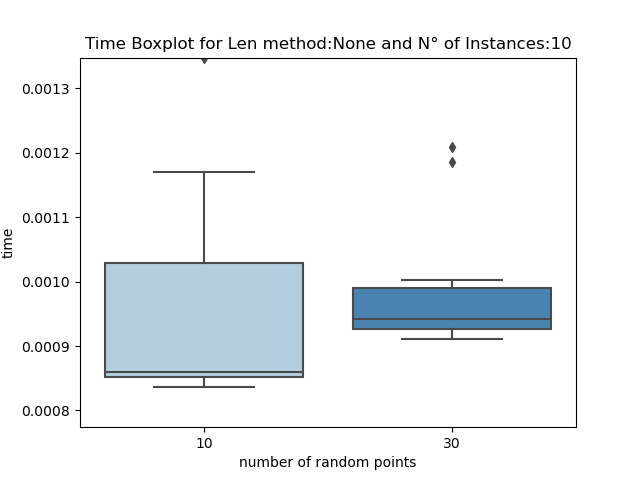 Time Boxplot for Len method:None and N° of Instances:10
0.0013
0.0012
0.0011
0.0010
0.0009
0.0008
time
10
30
number of random points